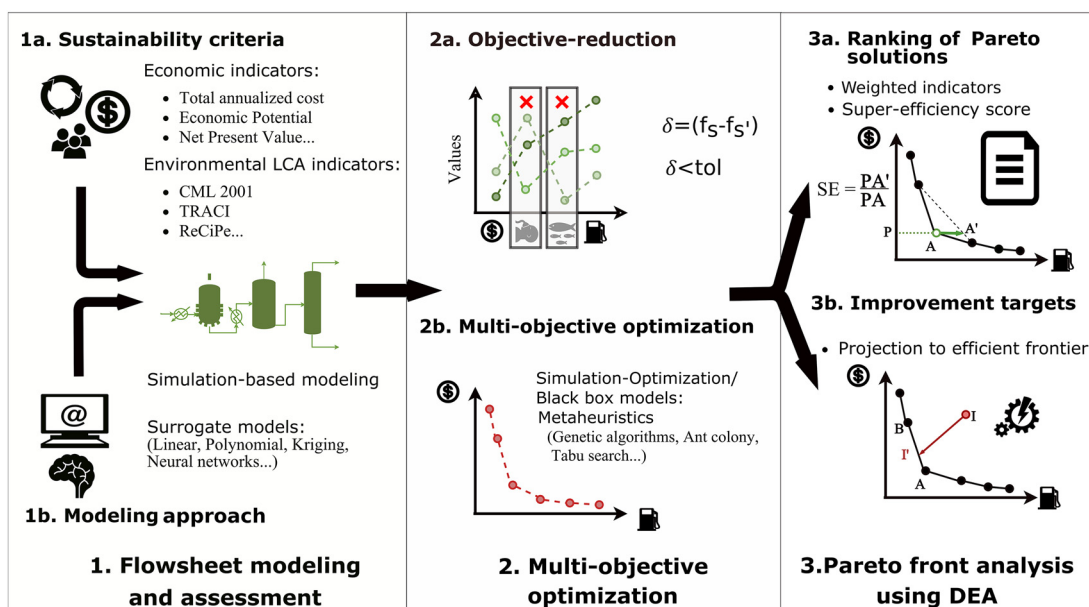 1a. Sustainability criteria
Economic indicators:
• Total annualized cost
• Economic Potential
• Net Present Value...
Environmental LCA indicators:
• CML 2001
• TRACI
• ReCiPe...
$
Simulation-based modeling
@
Surrogate models:
(Linear, Polynomial, Kriging,
Neural networks...)
1b. Modeling approach
1. Flowsheet modeling
and assessment
2a. Objective-reduction
Values
$
δ=(fS-fS')
δ<tol
2b. Multi-objective optimization
$
Simulation-Optimization/
Black box models:
Metaheuristics
(Genetic algorithms, Ant colony,
Tabu search...)
2. Multi-objective
optimization
3a. Ranking of Pareto
solutions
• Weighted indicators
• Super-efficiency score
$
SE = PA'
PA
P
A
A'
3b. Improvement targets
• Projection to efficient frontier
$
B
I
I'
A
3.Pareto front analysis
using DEA